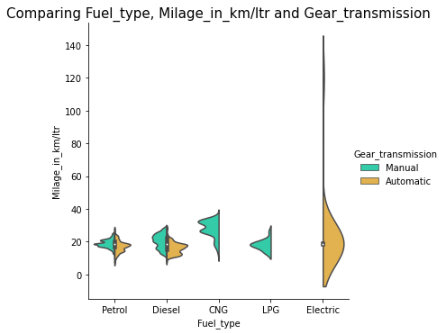 Comparing Fuel_type, Milage_in_km/ltr and Gear_transmission
140
120
100
80
60
40
20
0
Milage_in_km/ltr
Gear_transmission
Manual
Automatic
Petrol Diesel CNG LPG Electric
Fuel_type